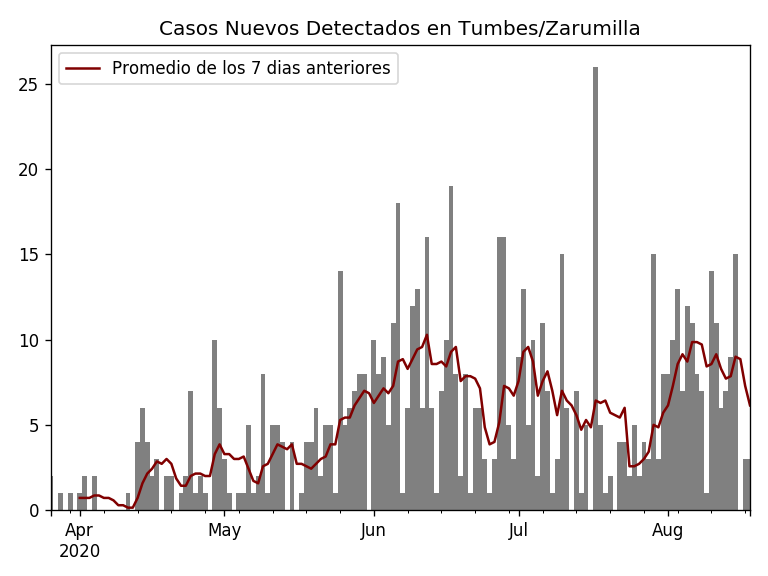 Casos Nuevos Detectados en Tumbes/Zarumilla
Promedio de los 7 dias anteriores
25
20
15
10
5
0
Apr May Jun Jul Aug
2020